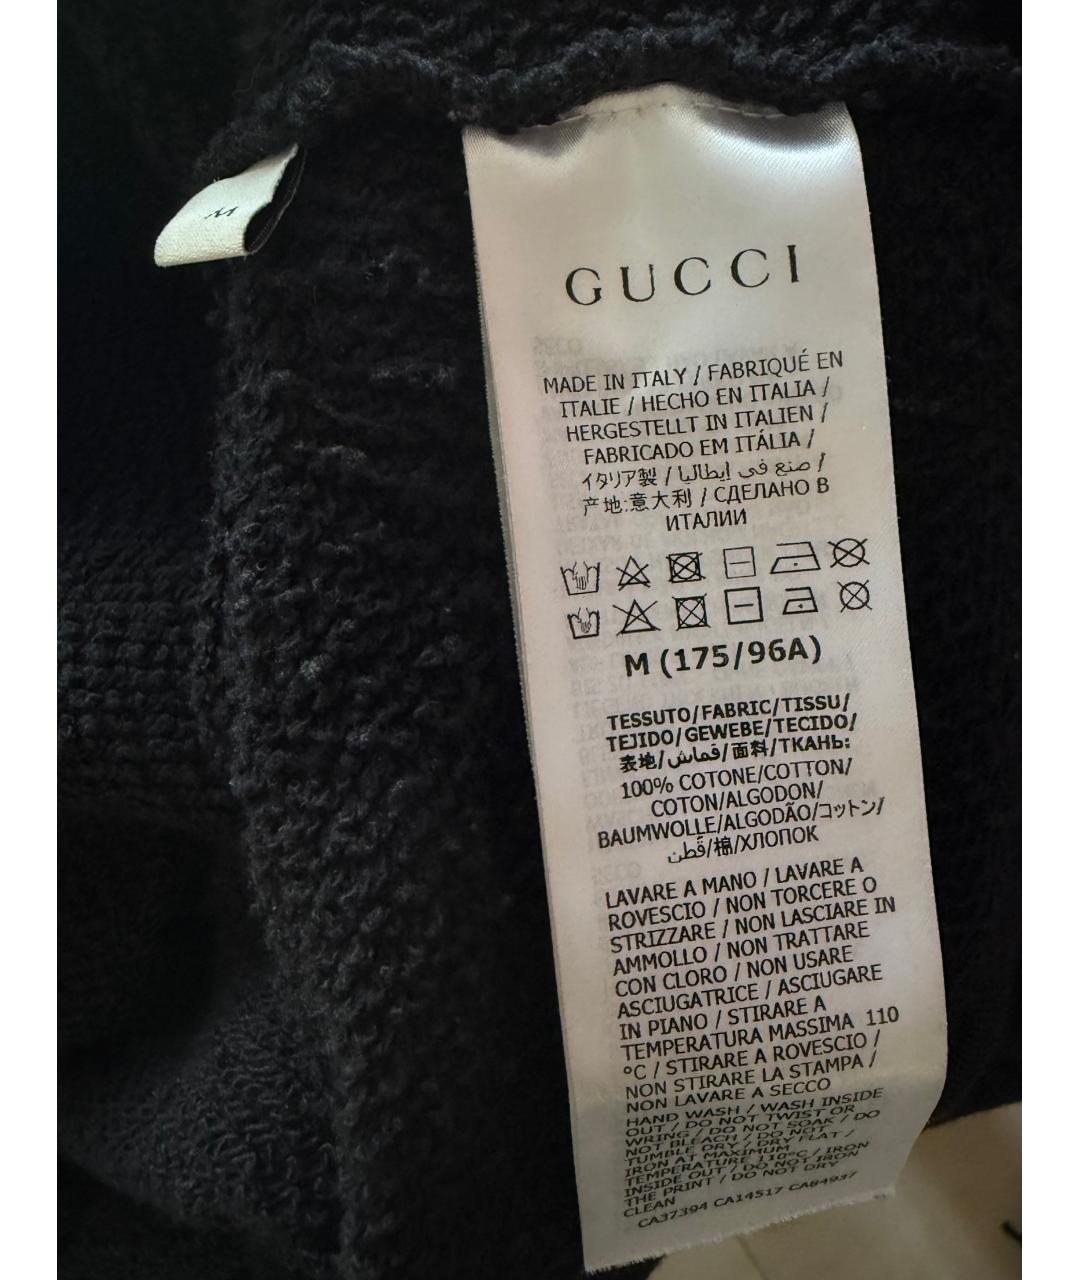 M
GUCCI
MADE IN ITALY / FABRIQUÉ EN
ITALIE / HECHO EN ITALIA /
HERGESTELLT IN ITALIEN /
FABRICADO EM ITÁLIA /
イタリア製 / صنع في إيطاليا /
产地:意大利 / СДЕЛАНО В
ИТАЛИИ
M (175/96A)
TESSUTO/FABRIC/TISSU/
TEJIDO/GEWEBE/TECIDO/
表地/قماش/面料/ТКАНЬ:
100% COTONE/COTTON/
COTON/ALGODON/
BAUMWOLLE/ALGODÃO/コットン/
قطن/棉/ХЛОПОК
LAVARE A MANO / LAVARE A
ROVESCIO / NON TORCERE O
STRIZZARE / NON LASCIARE IN
AMMOLLO / NON TRATTARE
CON CLORO / NON USARE
ASCIUGATRICE / ASCIUGARE
IN PIANO / STIRARE A
TEMPERATURA MASSIMA 110
°C / STIRARE A ROVESCIO /
NON STIRARE LA STAMPA /
NON LAVARE A SECCO
HAND WASH / WASH INSIDE
OUT / DO NOT TWIST OR
WRING / DO NOT SOAK / DO
NOT BLEACH / DO NOT
TUMBLE DRY / DRY FLAT /
IRON AT MAXIMUM
TEMPERATURE 110°C / IRON
INSIDE OUT / DO NOT IRON
THE PRINT / DO NOT DRY
CLEAN
CA37394 CA14517 CA84937